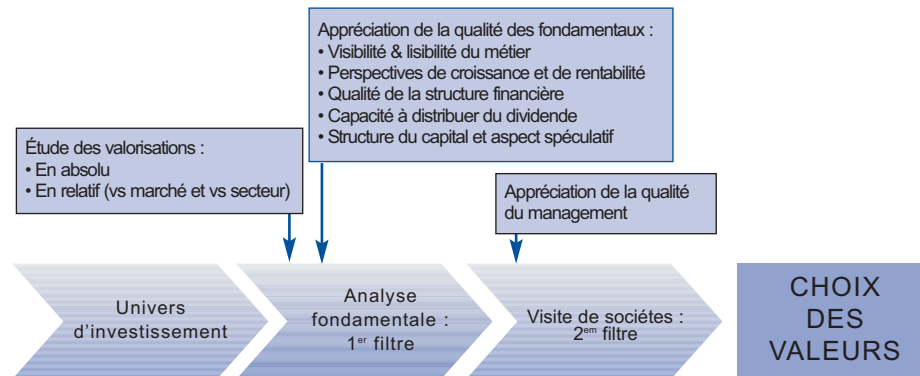 Appréciation de la qualité des fondamentaux :
• Visibilité & lisibilité du métier
• Perspectives de croissance et de rentabilité
• Qualité de la structure financière
• Capacité à distribuer du dividende
• Structure du capital et aspect spéculatif
Étude des valorisations :
• En absolu
• En relatif (vs marché et vs secteur)
Appréciation de la qualité
du management
Univers
d'investissement
Analyse
fondamentale :
1er filtre
Visite de sociétes :
2em filtre
CHOIX
DES
VALEURS